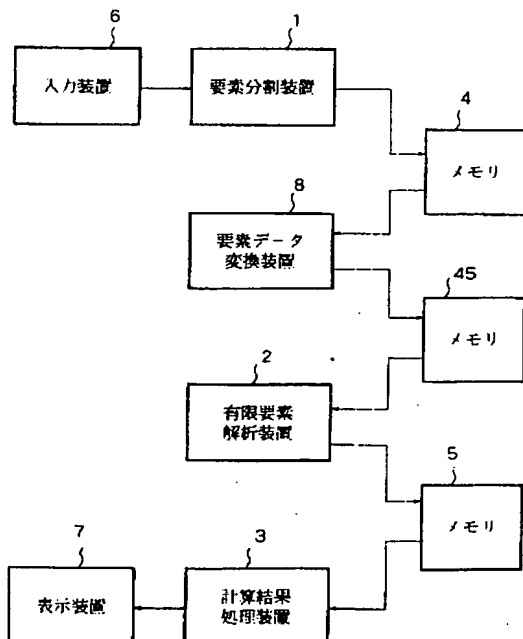 6
1
入力装置
要素分割装置
4
メモリ
8
要素データ
変換装置
45
メモリ
2
有限要素
解析装置
5
メモリ
7
3
表示装置
計算結果
処理装置